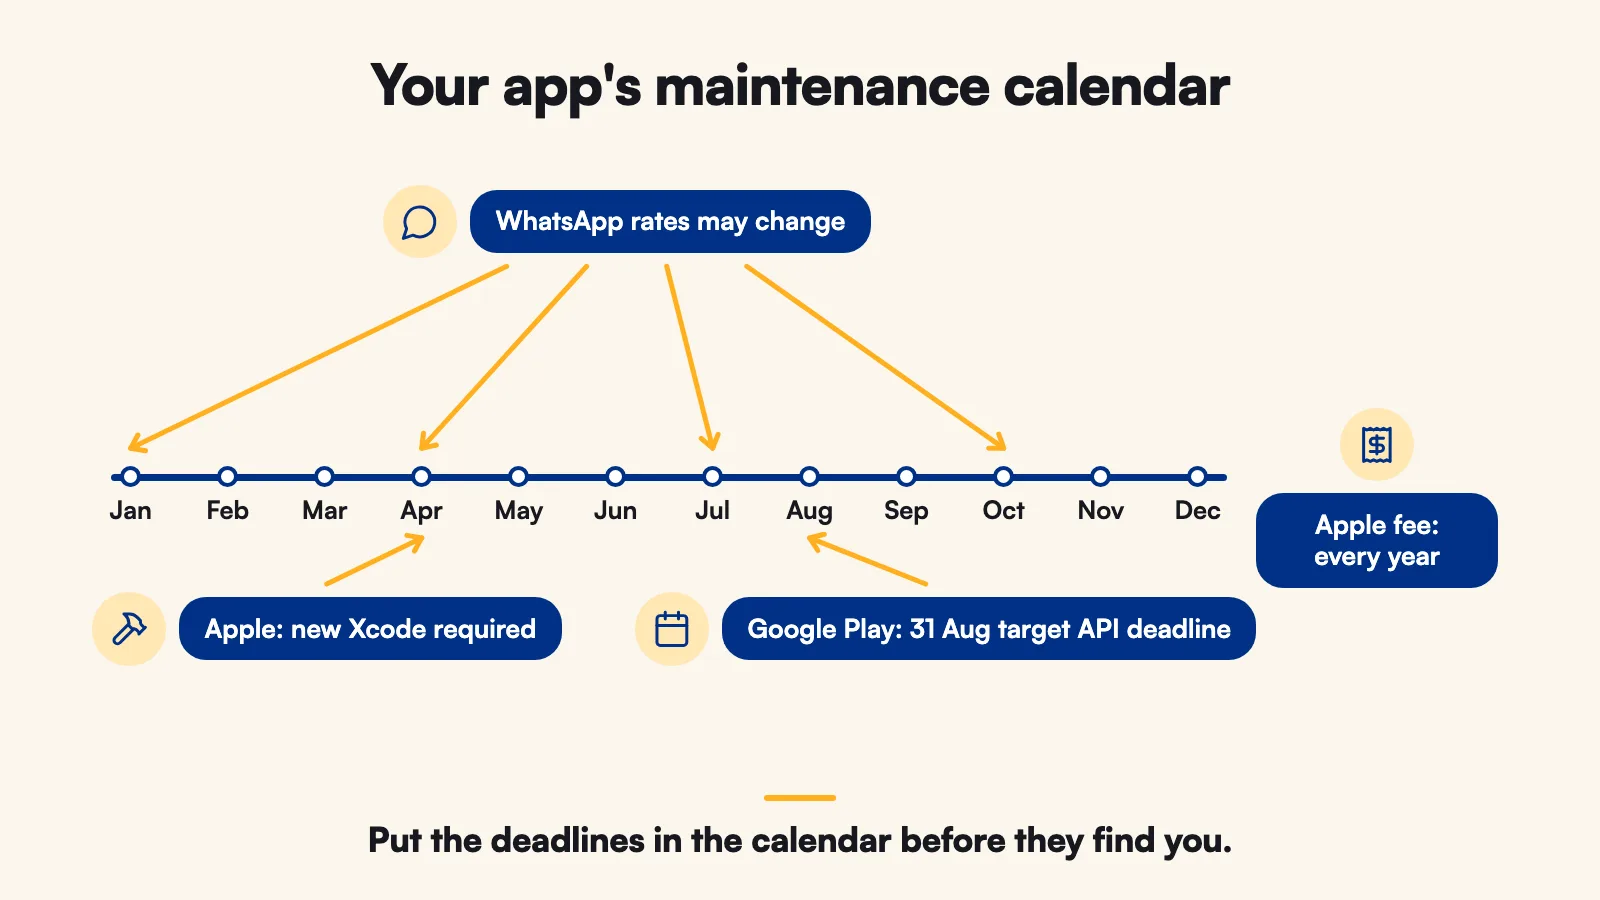 Your app's maintenance calendar
WhatsApp rates may change
Jan Feb Mar Apr May Jun Jul Aug Sep Oct Nov Dec
Apple fee:
every year
Apple: new Xcode required
Google Play: 31 Aug target API deadline
Put the deadlines in the calendar before they find you.